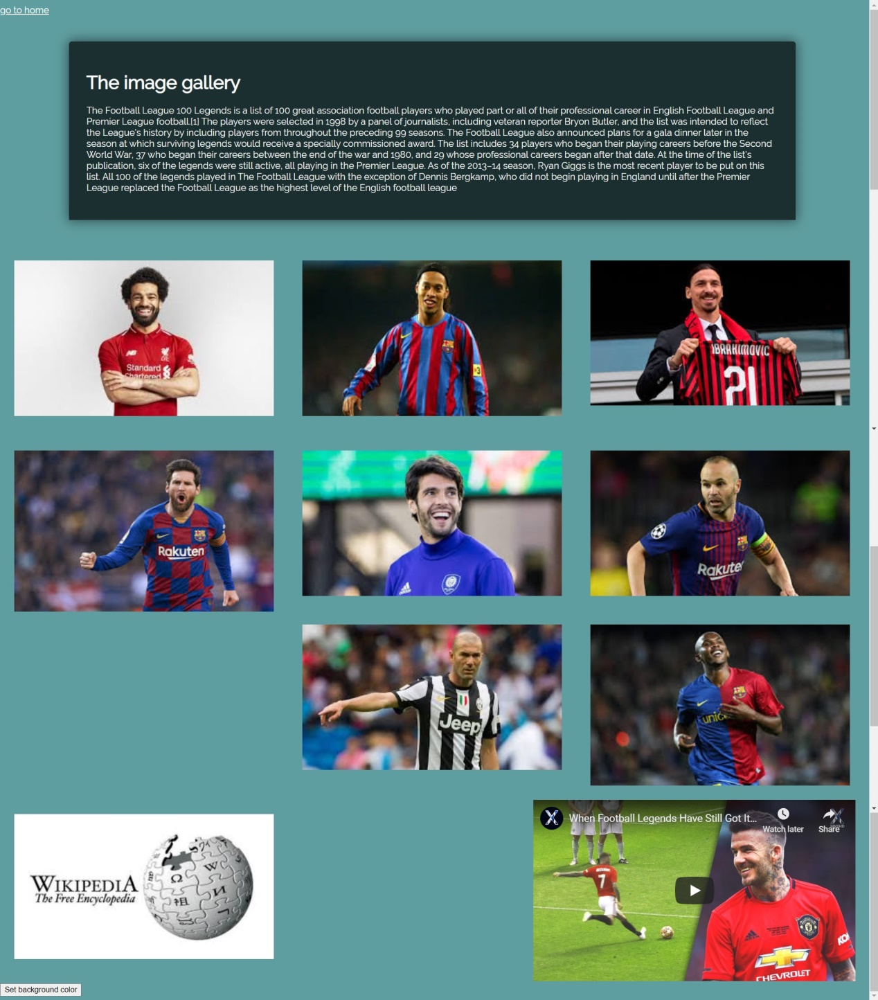 go to home
The image gallery
The Football League 100 Legends is a list of 100 great association football players who played part or all of their professional career in English Football League and
Premier League football.[1] The players were selected in 1998 by a panel of journalists, including veteran reporter Bryon Butler, and the list was intended to reflect
the League's history by including players from throughout the preceding 99 seasons. The Football League also announced plans for a gala dinner later in the
season at which surviving legends would receive a specially commissioned award. The list includes 34 players who began their playing careers before the Second
World War, 37 who began their careers between the end of the war and 1980, and 29 whose professional careers began after that date. At the time of the list's
publication, six of the legends were still active, all playing in the Premier League. As of the 2013–14 season, Ryan Giggs is the most recent player to be put on this
list. All 100 of the legends played in The Football League with the exception of Dennis Bergkamp, who did not begin playing in England until after the Premier
League replaced the Football League as the highest level of the English football league
NB
Standard
Chartered
IBRAHIMOVIC
21
Rakuten
Rakute
Jeep
unic
WIKIPEDIA
The Free Encyclopedia
When Football Legends Have Still Got It...
Watch later
Share
7
CHEVROLET
Set background color